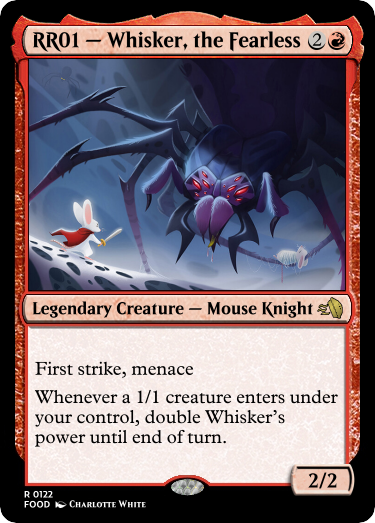 RR01 — Whisker, the Fearless 2
Legendary Creature — Mouse Knight
First strike, menace
Whenever a 1/1 creature enters under
your control, double Whisker's
power until end of turn.
2/2
R 0122
FOOD Charlotte White